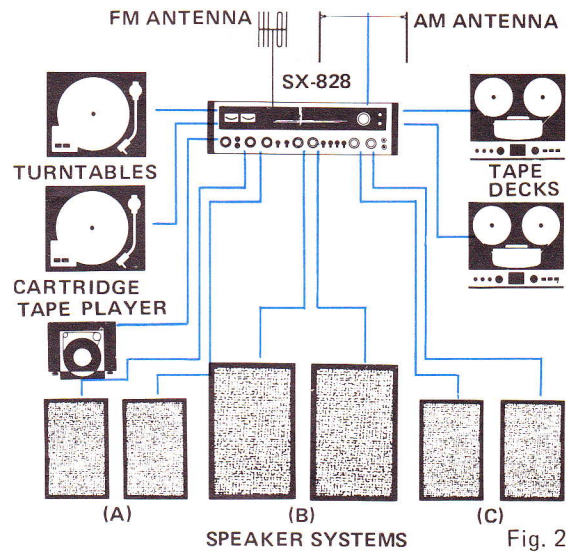 FM ANTENNA
AM ANTENNA
SX-828
TURNTABLES
TAPE
DECKS
CARTRIDGE
TAPE PLAYER
(A)
(B)
(C)
SPEAKER SYSTEMS
Fig. 2